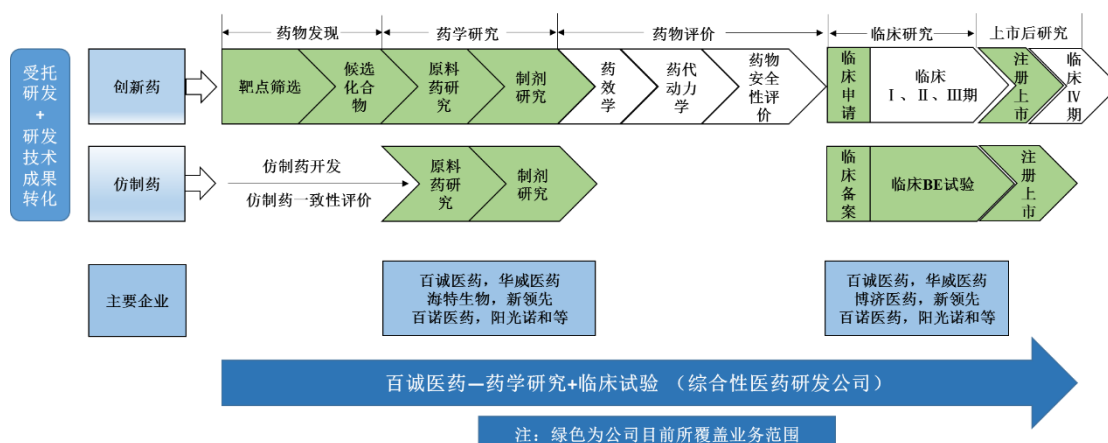 药物发现
药学研究
药物评价
临床研究
上市后研究
受托
研发
+
研发
技术
成果
转化
创新药
靶点筛选
候选
化合
物
原料
药研
究
制剂
研究
药
效
学
药代
动力
学
药物
安全
性评
价
临
床
申
请
临床
Ⅰ、Ⅱ、Ⅲ期
注
册
上
市
临
床
Ⅳ
期
仿制药
仿制药开发
仿制药一致性评价
原料
药研
究
制剂
研究
临
床
备
案
临床BE试验
注
册
上
市
主要企业
百诚医药，华威医药
海特生物，新领先
百诺医药，阳光诺和等
百诚医药，华威医药
博济医药，新领先
百诺医药，阳光诺和等
百诚医药—药学研究+临床试验 （综合性医药研发公司）
注：绿色为公司目前所覆盖业务范围